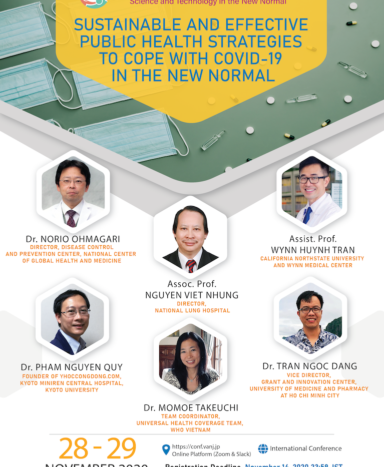 Science and Technology in the New Normal
SUSTAINABLE AND EFFECTIVE
PUBLIC HEALTH STRATEGIES
TO COPE WITH COVID-19
IN THE NEW NORMAL
Dr. NORIO OHMAGARI
DIRECTOR, DISEASE CONTROL
AND PREVENTION CENTER, NATIONAL CENTER
OF GLOBAL HEALTH AND MEDICINE
Assoc. Prof.
NGUYEN VIET NHUNG
DIRECTOR,
NATIONAL LUNG HOSPITAL
Assist. Prof.
WYNN HUYNH TRAN
CALIFORNIA NORTHSTATE UNIVERSITY
AND WYNN MEDICAL CENTER
Dr. PHAM NGUYEN QUY
FOUNDER OF YHOCCONGDONG.COM,
KYOTO MINIREN CENTRAL HOSPITAL,
KYOTO UNIVERSITY
Dr. MOMOE TAKEUCHI
TEAM COORDINATOR,
UNIVERSAL HEALTH COVERAGE TEAM,
WHO VIETNAM
Dr. TRAN NGOC DANG
VICE DIRECTOR,
GRANT AND INNOVATION CENTER,
UNIVERSITY OF MEDICINE AND PHARMACY
AT HO CHI MINH CITY
28 - 29
NOVEMBER 2020
https://conf.vanj.jp
Online Platform (Zoom & Slack)
International Conference
Registration Deadline November 14, 2020 23:59 JST